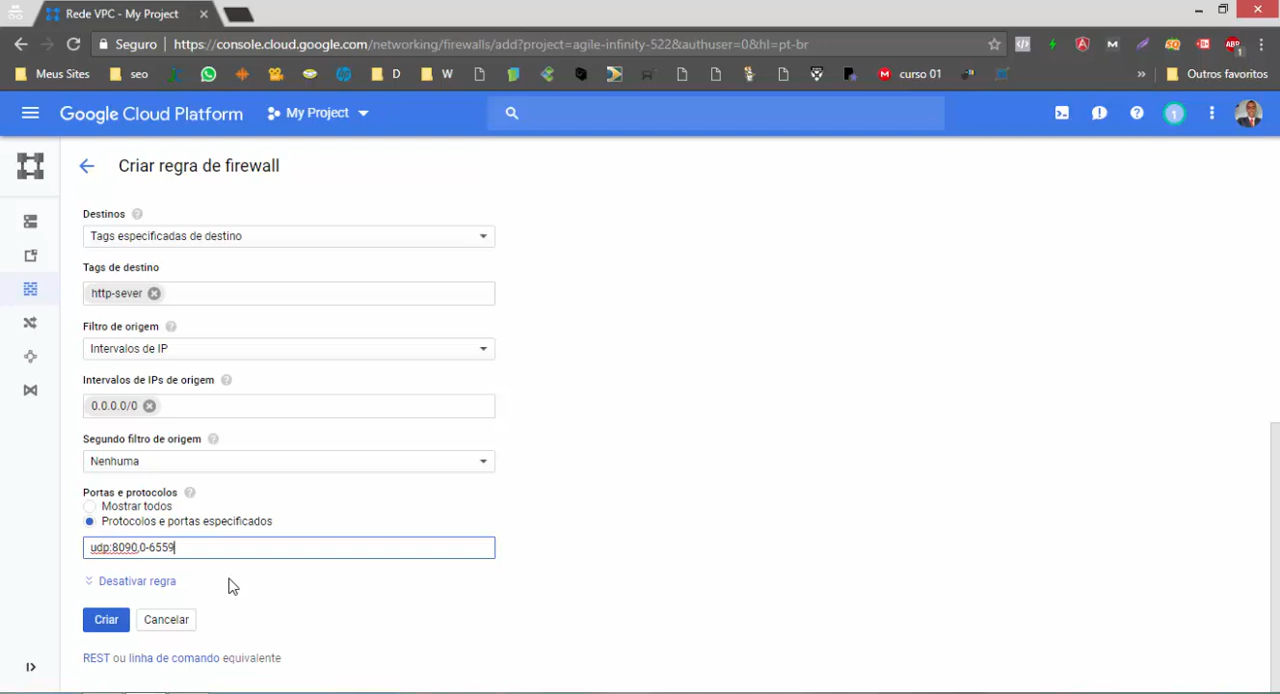 Rede VPC - My Project
Seguro
https://console.cloud.google.com/networking/firewalls/add?project=agile-infinity-522&authuser=0&hl=pt-br
Meus Sites
seo
D
W
curso 01
»
Outros favoritos
Google Cloud Platform
My Project
1
Criar regra de firewall
Destinos
Tags especificadas de destino
Tags de destino
http-sever
Filtro de origem
Intervalos de IP
Intervalos de IPs de origem
0.0.0.0/0
Segundo filtro de origem
Nenhuma
Portas e protocolos
Mostrar todos
Protocolos e portas especificados
udp:8090,0-6559
Desativar regra
Criar
Cancelar
REST ou linha de comando equivalente